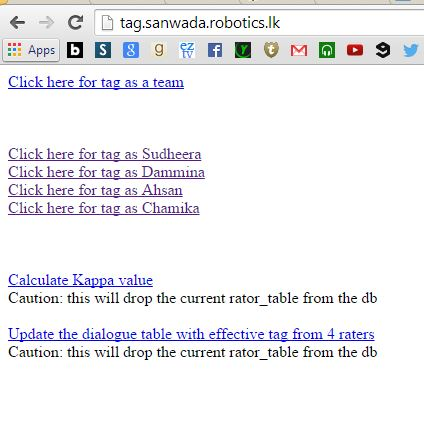 tag.sanwada.robotics.lk
Apps
Click here for tag as a team
Click here for tag as Sudheera
Click here for tag as Dammina
Click here for tag as Ahsan
Click here for tag as Chamika
Calculate Kappa value
Caution: this will drop the current rator_table from the db
Update the dialogue table with effective tag from 4 raters
Caution: this will drop the current rator_table from the db